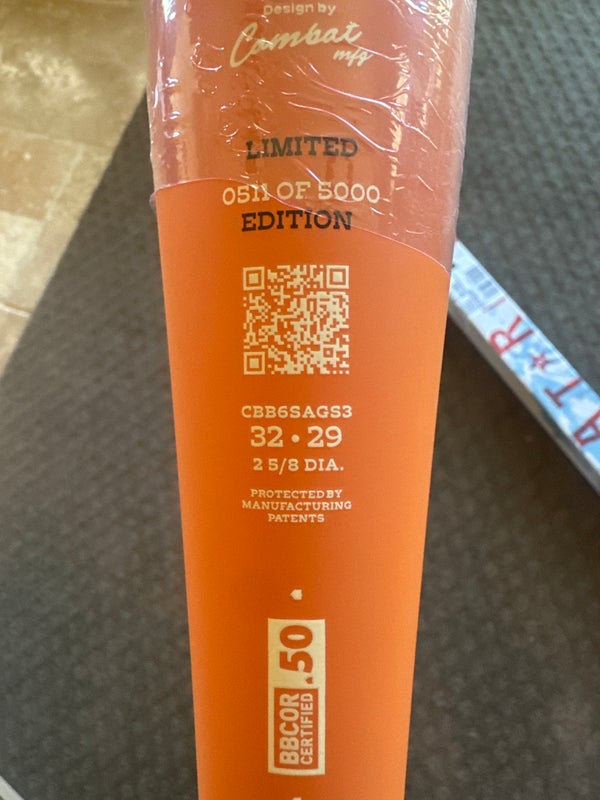 Design by
Combat
mfg
LIMITED
0511 OF 5000
EDITION
CBB6SAGS3
32 • 29
2 5/8 DIA.
PROTECTED BY
MANUFACTURING
PATENTS
BBCOR
CERTIFIED
.50
AT★R